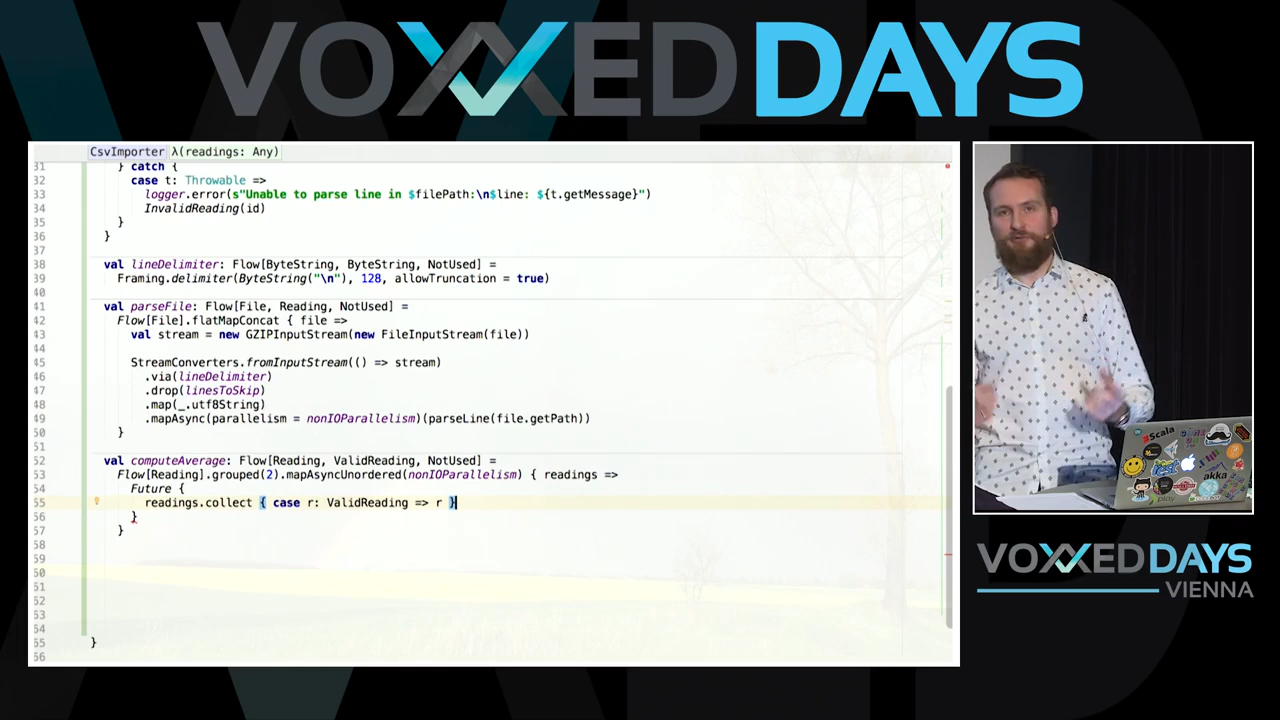 VOXXED DAYS
CsvImporter λ(readings: Any)
31 } catch {
32 case t: Throwable =>
33 logger.error(s"Unable to parse line in $filePath:\n$line: ${t.getMessage}")
34 InvalidReading(id)
35 }
36 }
37
38 val lineDelimiter: Flow[ByteString, ByteString, NotUsed] =
39 Framing.delimiter(ByteString("\n"), 128, allowTruncation = true)
40
41 val parseFile: Flow[File, Reading, NotUsed] =
42 Flow[File].flatMapConcat { file =>
43 val stream = new GZIPInputStream(new FileInputStream(file))
44
45 StreamConverters.fromInputStream(() => stream)
46 .via(lineDelimiter)
47 .drop(linesToSkip)
48 .map(_.utf8String)
49 .mapAsync(parallelism = nonIOParallelism)(parseLine(file.getPath))
50 }
51
52 val computeAverage: Flow[Reading, ValidReading, NotUsed] =
53 Flow[Reading].grouped(2).mapAsyncUnordered(nonIOParallelism) { readings =>
54 Future {
55 readings.collect { case r: ValidReading => r }
56 }
57 }
58
59
60
61
62
63
64
65 }
66
#Scala
akka
play
VOXXED DAYS
VIENNA